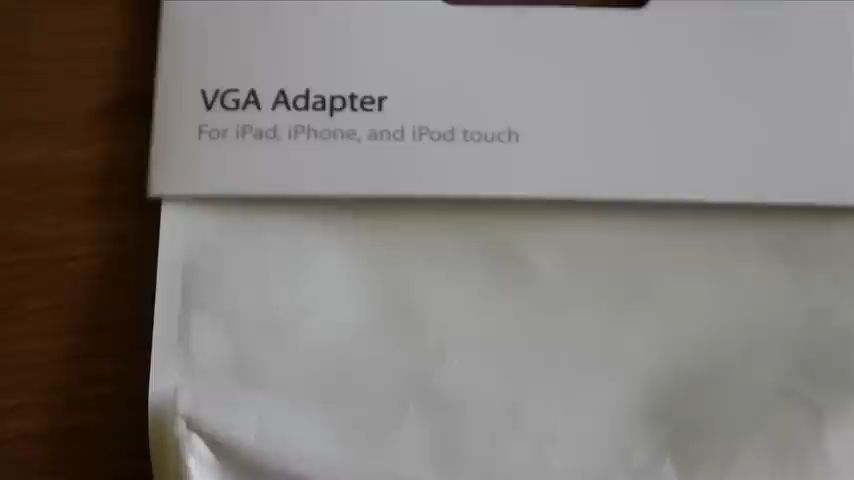 VGA Adapter
For iPad, iPhone, and iPod touch